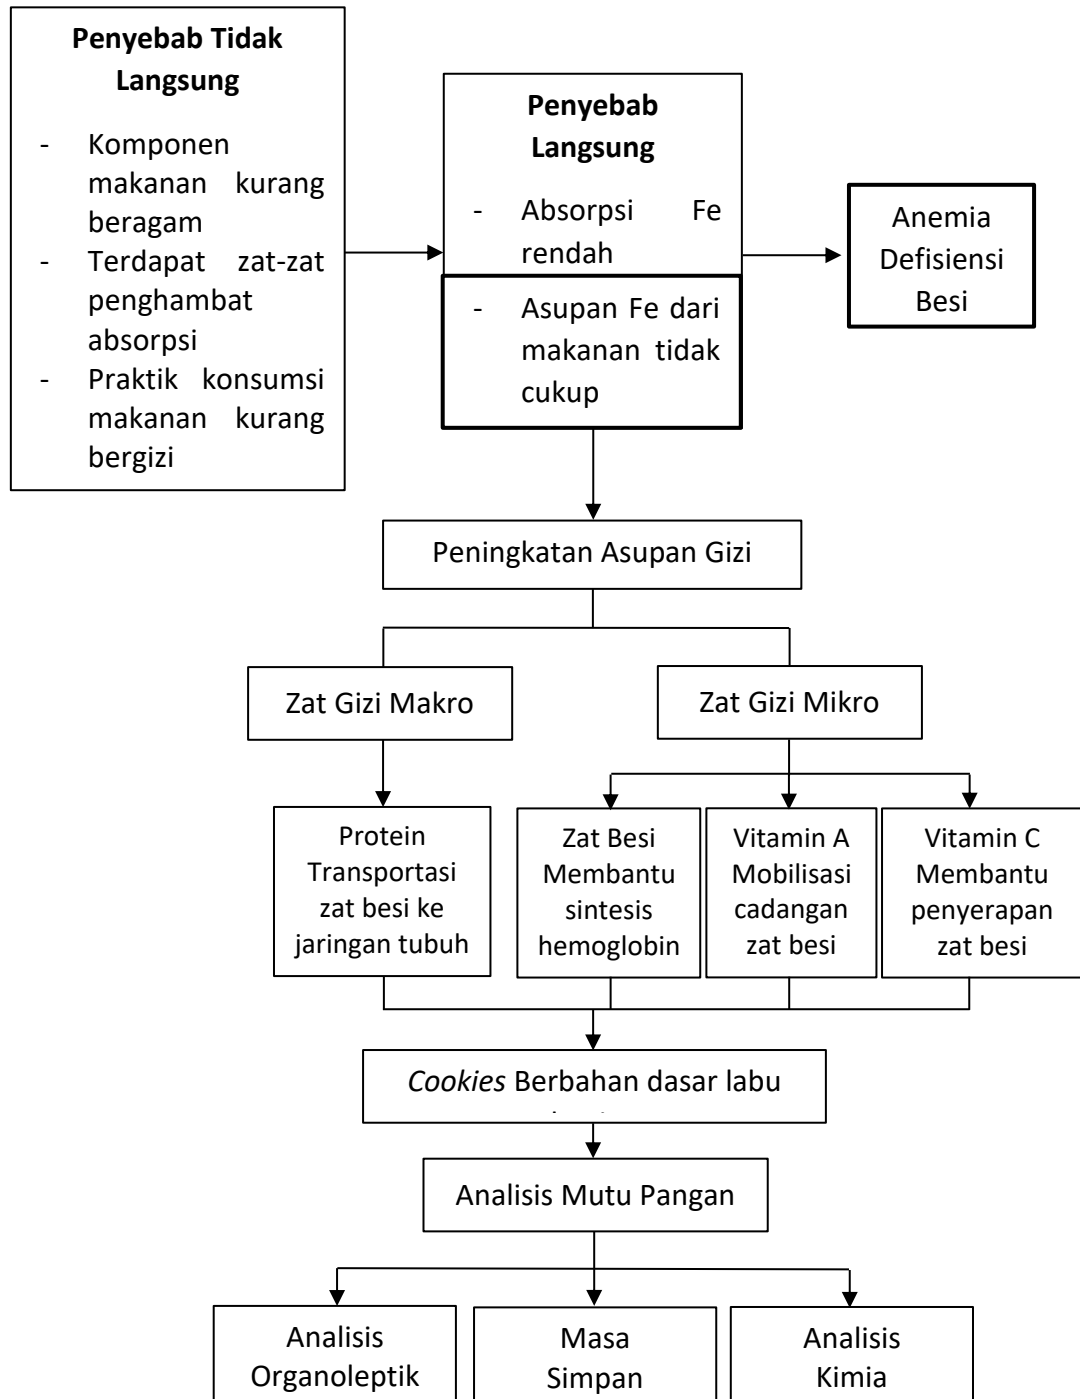 Penyebab Tidak
Langsung
- Komponen
makanan kurang
beragam
- Terdapat zat-zat
penghambat
absorpsi
- Praktik konsumsi
makanan kurang
bergizi
Penyebab
Langsung
- Absorpsi Fe
rendah
- Asupan Fe dari
makanan tidak
cukup
Anemia
Defisiensi
Besi
Peningkatan Asupan Gizi
Zat Gizi Makro
Zat Gizi Mikro
Protein
Transportasi
zat besi ke
jaringan tubuh
Zat Besi
Membantu
sintesis
hemoglobin
Vitamin A
Mobilisasi
cadangan
zat besi
Vitamin C
Membantu
penyerapan
zat besi
Cookies Berbahan dasar labu
Analisis Mutu Pangan
Analisis
Organoleptik
Masa
Simpan
Analisis
Kimia